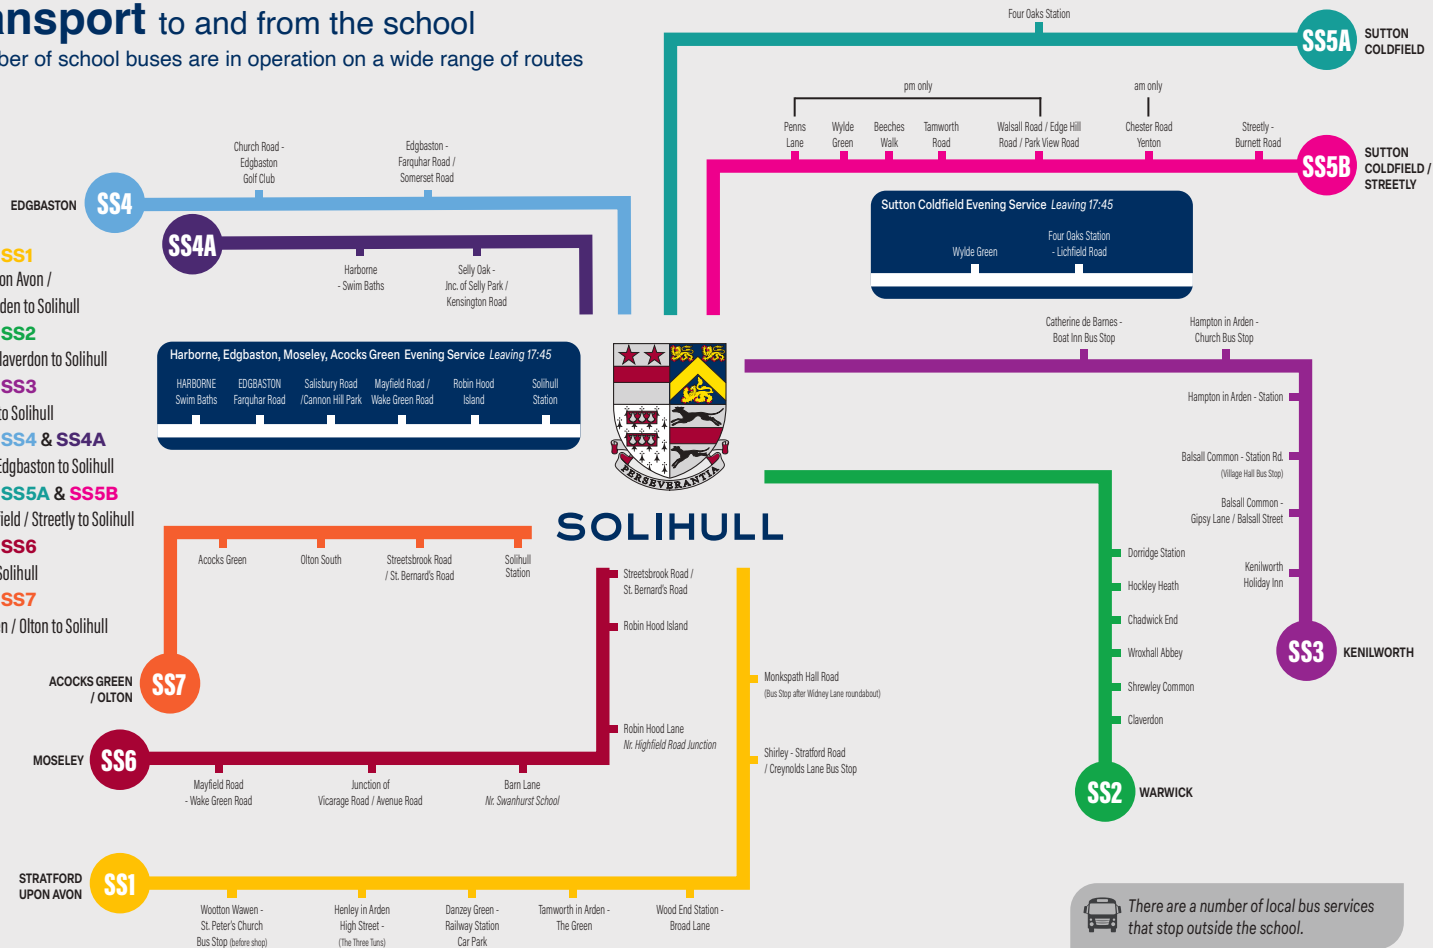 ansport to and from the school
ber of school buses are in operation on a wide range of routes
Four Oaks Station
SS5A
SUTTON
COLDFIELD
pm only
am only
Penns
Lane
Wylde
Green
Beeches
Walk
Tamworth
Road
Walsall Road / Edge Hill
Road / Park View Road
Chester Road
Yenton
Streetly -
Burnett Road
SS5B
SUTTON
COLDFIELD /
STREETLY
Church Road -
Edgbaston
Golf Club
Edgbaston -
Farquhar Road /
Somerset Road
EDGBASTON
SS4
SS4A
Harborne
- Swim Baths
Selly Oak -
Jnc. of Selly Park /
Kensington Road
Sutton Coldfield Evening Service Leaving 17:45
Wylde Green
Four Oaks Station
- Lichfield Road
SS1
on Avon /
den to Solihull
SS2
laverdon to Solihull
SS3
to Solihull
SS4 & SS4A
Edgbaston to Solihull
SS5A & SS5B
ield / Streetly to Solihull
SS6
Solihull
SS7
n / Olton to Solihull
Harborne, Edgbaston, Moseley, Acocks Green Evening Service Leaving 17:45
HARBORNE
Swim Baths
EDGBASTON
Farquhar Road
Salisbury Road
/Cannon Hill Park
Mayfield Road /
Wake Green Road
Robin Hood
Island
Solihull
Station
PERSEVERANTIA
SOLIHULL
Catherine de Barnes -
Boat Inn Bus Stop
Hampton in Arden -
Church Bus Stop
Hampton in Arden - Station
Balsall Common - Station Rd.
(Village Hall Bus Stop)
Balsall Common -
Gipsy Lane / Balsall Street
Kenilworth
Holiday Inn
SS3
KENILWORTH
Dorridge Station
Hockley Heath
Chadwick End
Wroxhall Abbey
Shrewley Common
Claverdon
SS2
WARWICK
Acocks Green
Olton South
Streetsbrook Road
/ St. Bernard's Road
Solihull
Station
ACOCKS GREEN
/ OLTON
SS7
Streetsbrook Road /
St. Bernard's Road
Robin Hood Island
Robin Hood Lane
Nr. Highfield Road Junction
MOSELEY
SS6
Mayfield Road
- Wake Green Road
Junction of
Vicarage Road / Avenue Road
Barn Lane
Nr. Swanhurst School
Monkspath Hall Road
(Bus Stop after Widney Lane roundabout)
Shirley - Stratford Road
/ Creynolds Lane Bus Stop
STRATFORD
UPON AVON
SS1
Wootton Wawen -
St. Peter's Church
Bus Stop (before shop)
Henley in Arden
High Street -
(The Three Tuns)
Danzey Green -
Railway Station
Car Park
Tamworth in Arden -
The Green
Wood End Station -
Broad Lane
There are a number of local bus services
that stop outside the school.